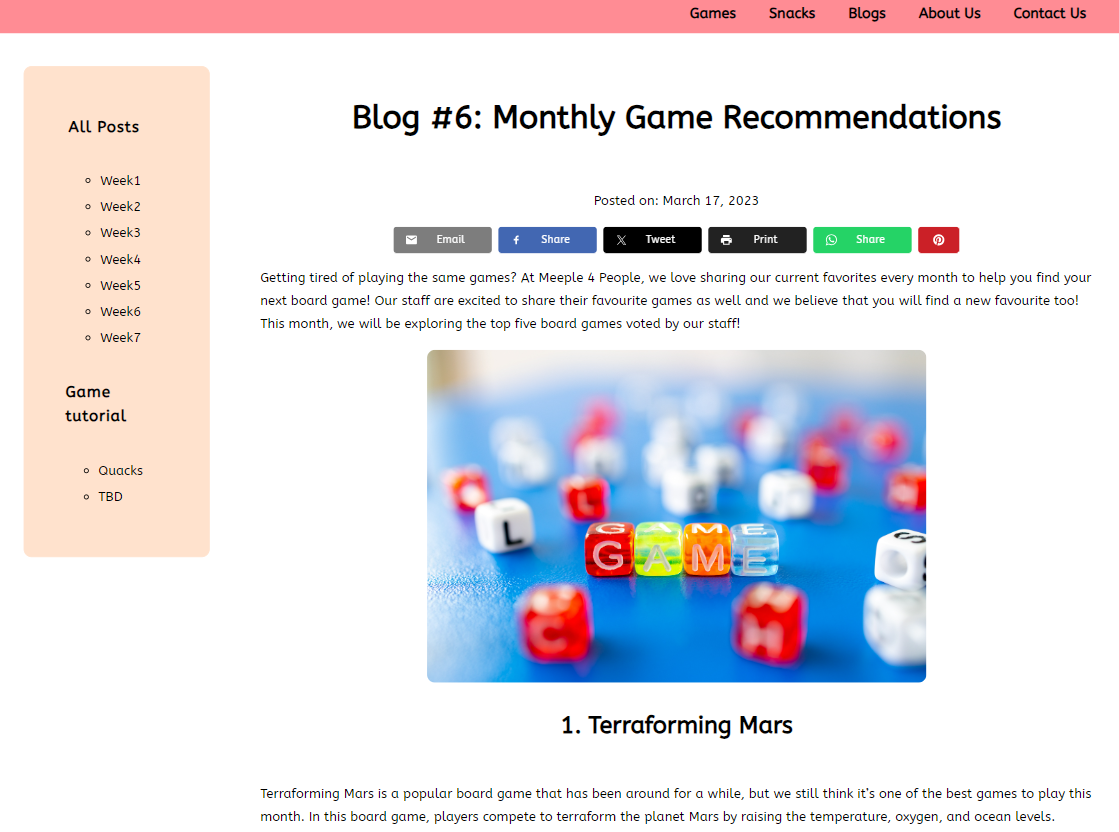 Games Snacks Blogs About Us Contact Us
All Posts
Week1
Week2
Week3
Week4
Week5
Week6
Week7
Game
tutorial
Quacks
TBD
Blog #6: Monthly Game Recommendations
Posted on: March 17, 2023
Email Share Tweet Print Share
Getting tired of playing the same games? At Meeple 4 People, we love sharing our current favorites every month to help you find your
next board game! Our staff are excited to share their favourite games as well and we believe that you will find a new favourite too!
This month, we will be exploring the top five board games voted by our staff!
L
GAME
GAME
C
H
1. Terraforming Mars
Terraforming Mars is a popular board game that has been around for a while, but we still think it's one of the best games to play this
month. In this board game, players compete to terraform the planet Mars by raising the temperature, oxygen, and ocean levels.